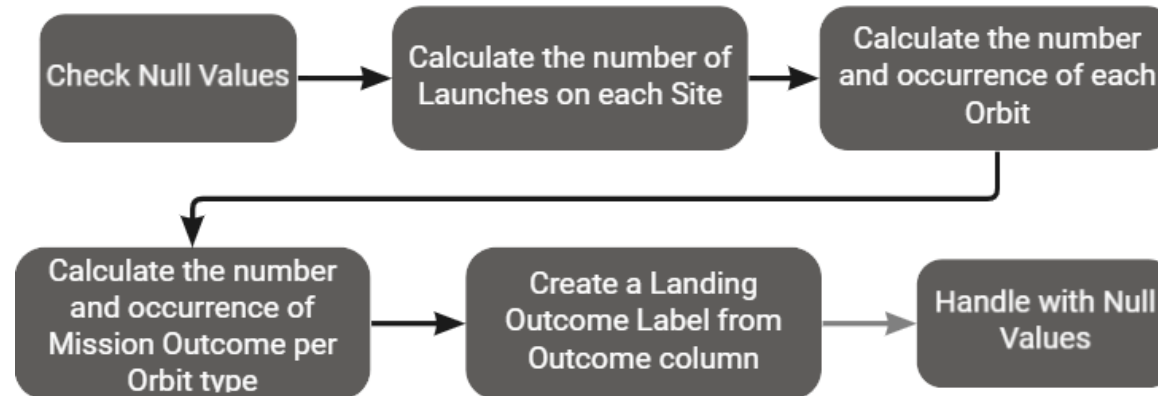 Check Null Values
Calculate the number of
Launches on each Site
Calculate the number
and occurrence of each
Orbit
Calculate the number
and occurrence of
Mission Outcome per
Orbit type
Create a Landing
Outcome Label from
Outcome column
Handle with Null
Values